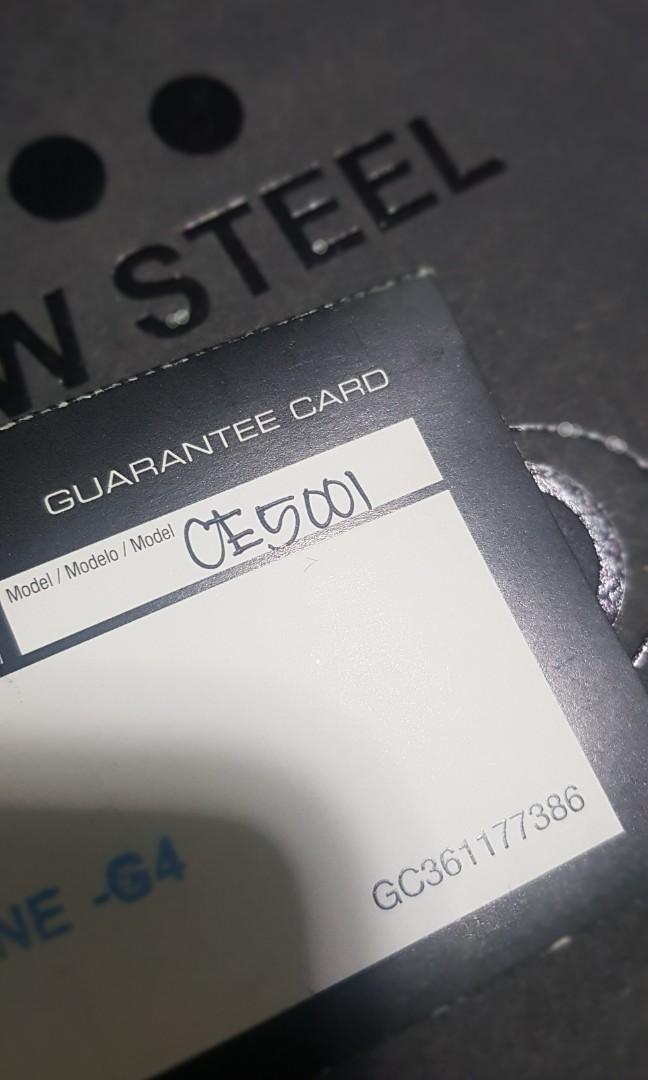 W STEEL
GUARANTEE CARD
Model / Modelo / Model CE5001
NE -G4
GC361177386